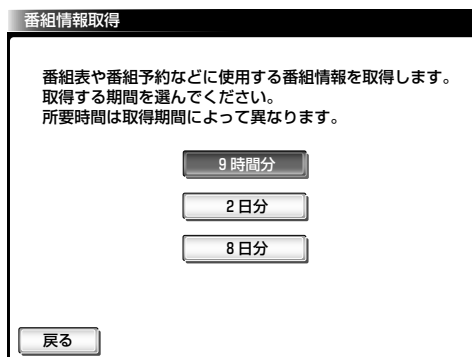 番組情報取得
番組表や番組予約などに使用する番組情報を取得します。
取得する期間を選んでください。
所要時間は取得期間によって異なります。
9時間分
2日分
8日分
戻る